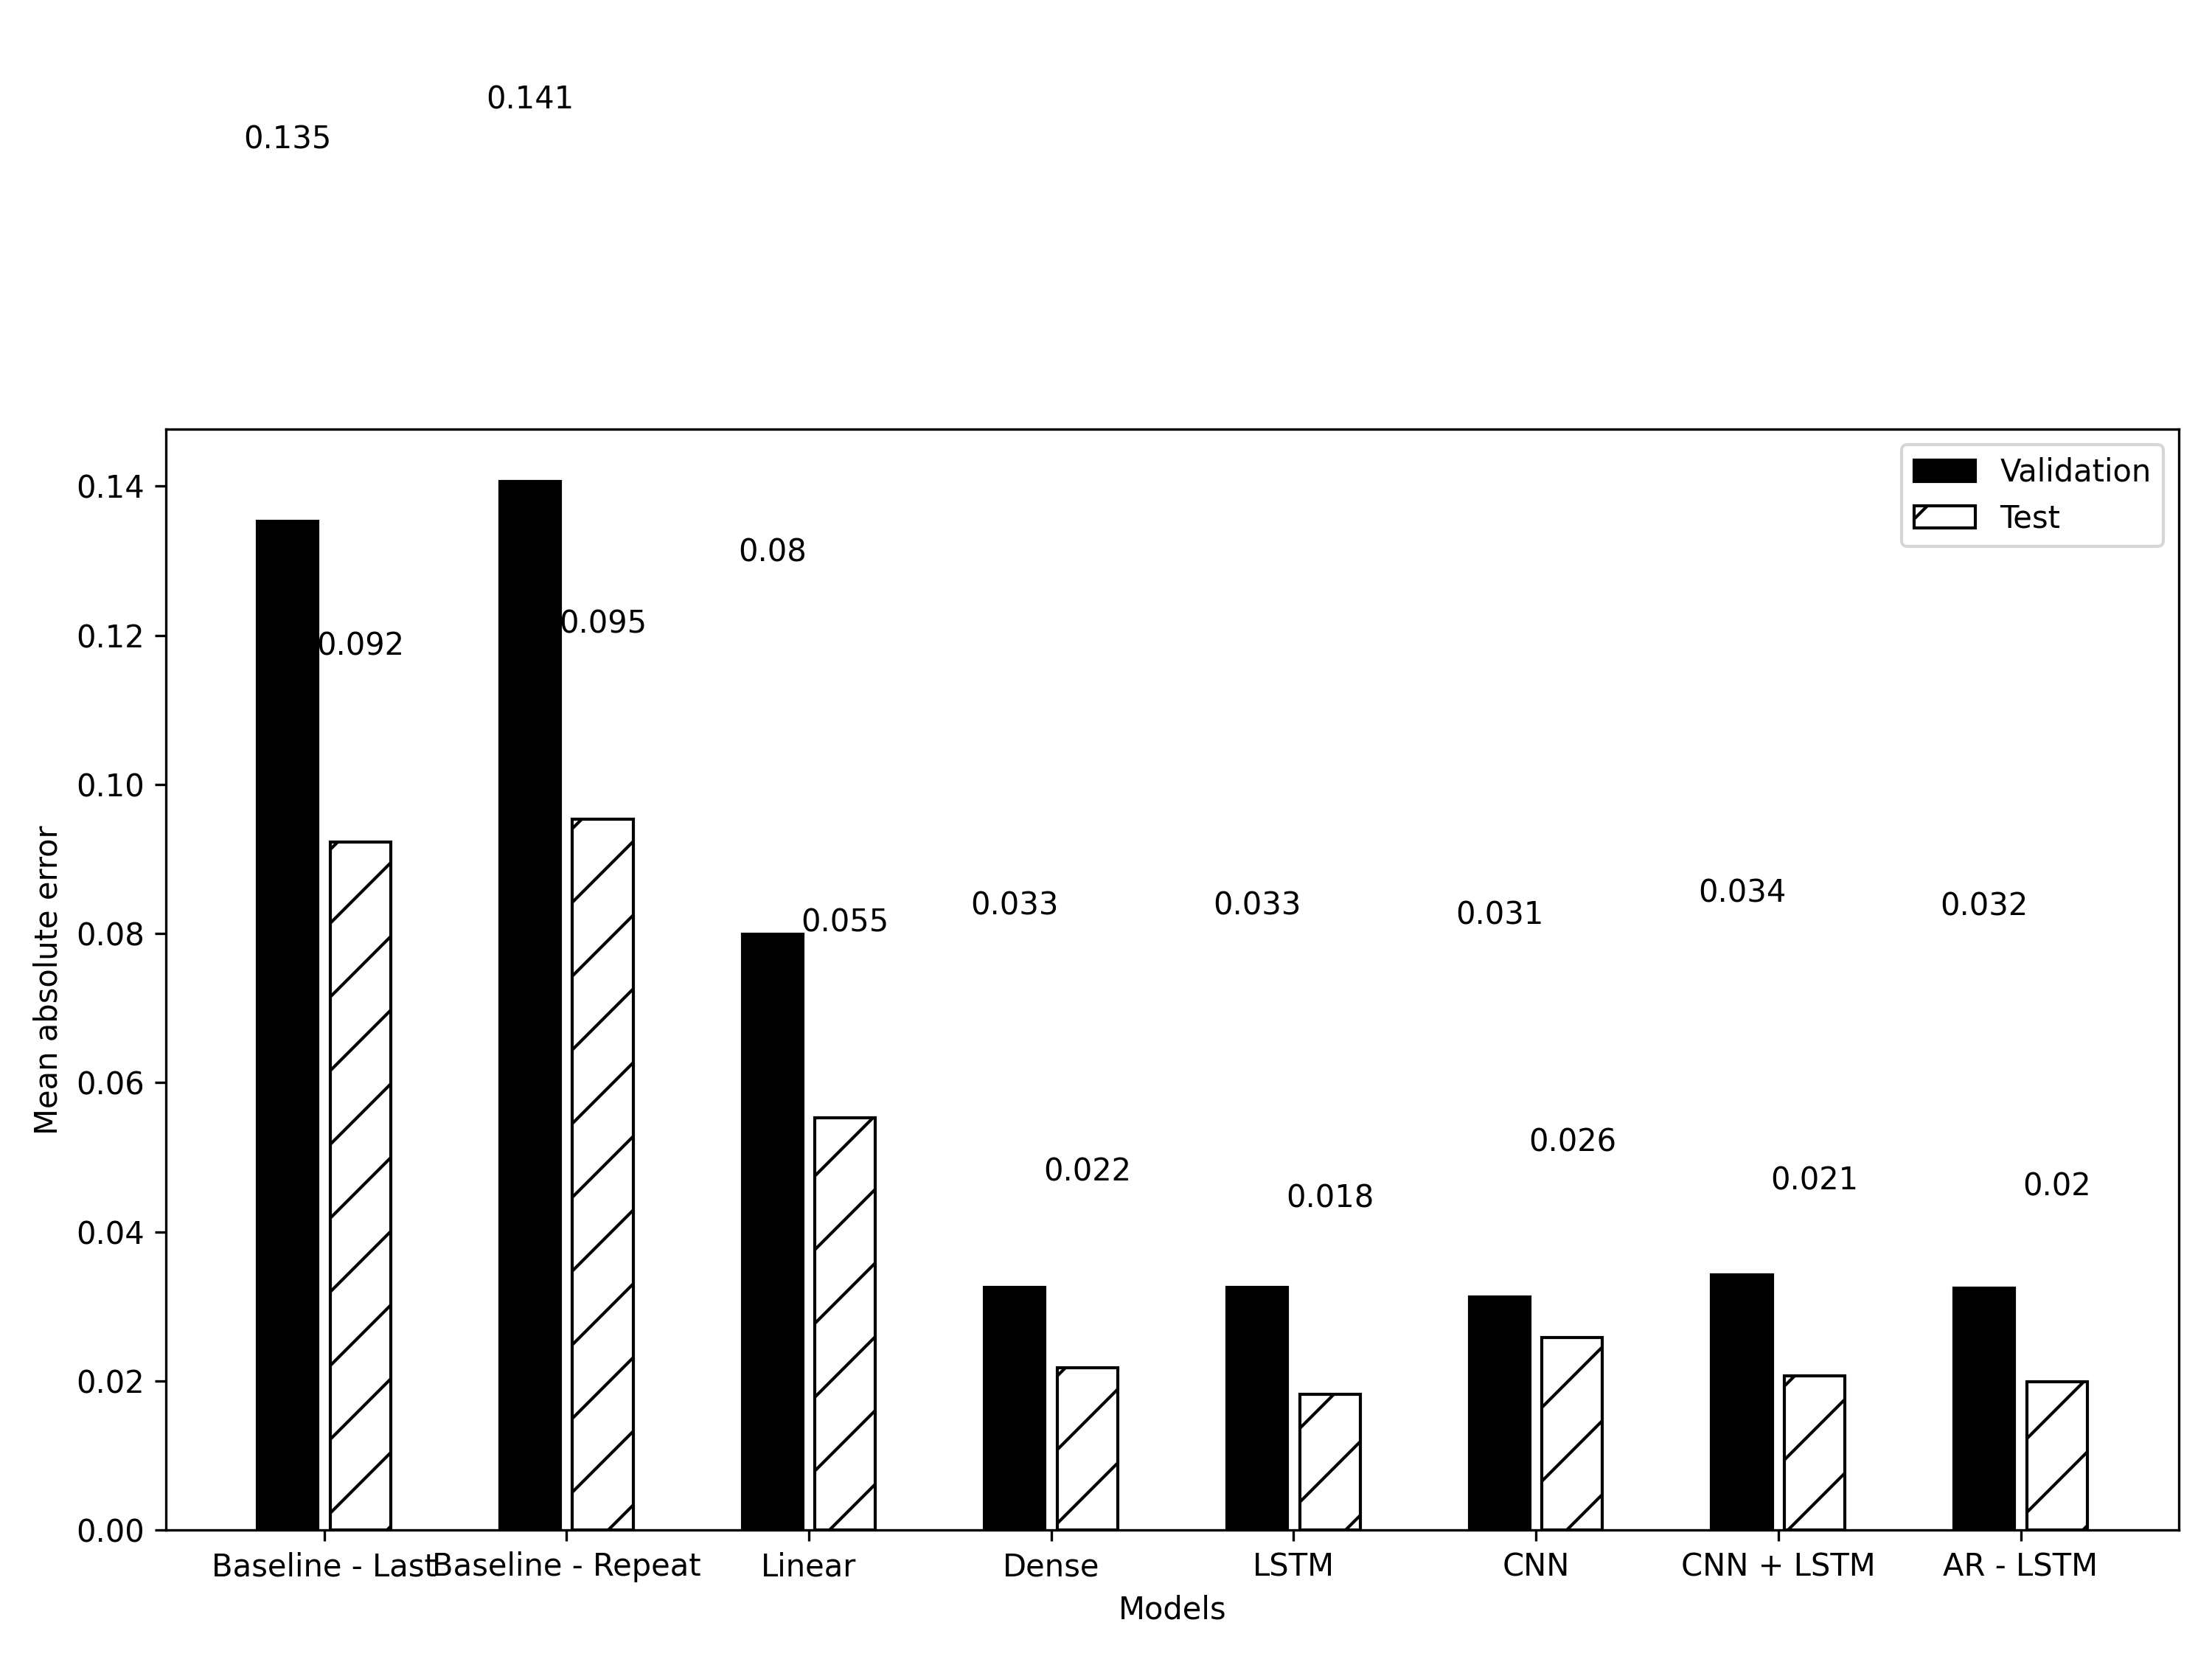 0.141
0.135
0.14
0.12
0.10
0.08
0.06
0.04
0.02
0.00
Mean absolute error
Validation
Test
0.092
0.095
0.08
0.055
0.033
0.022
0.033
0.018
0.031
0.026
0.034
0.021
0.032
0.02
Baseline - Last
Baseline - Repeat
Linear
Dense
LSTM
CNN
CNN + LSTM
AR - LSTM
Models